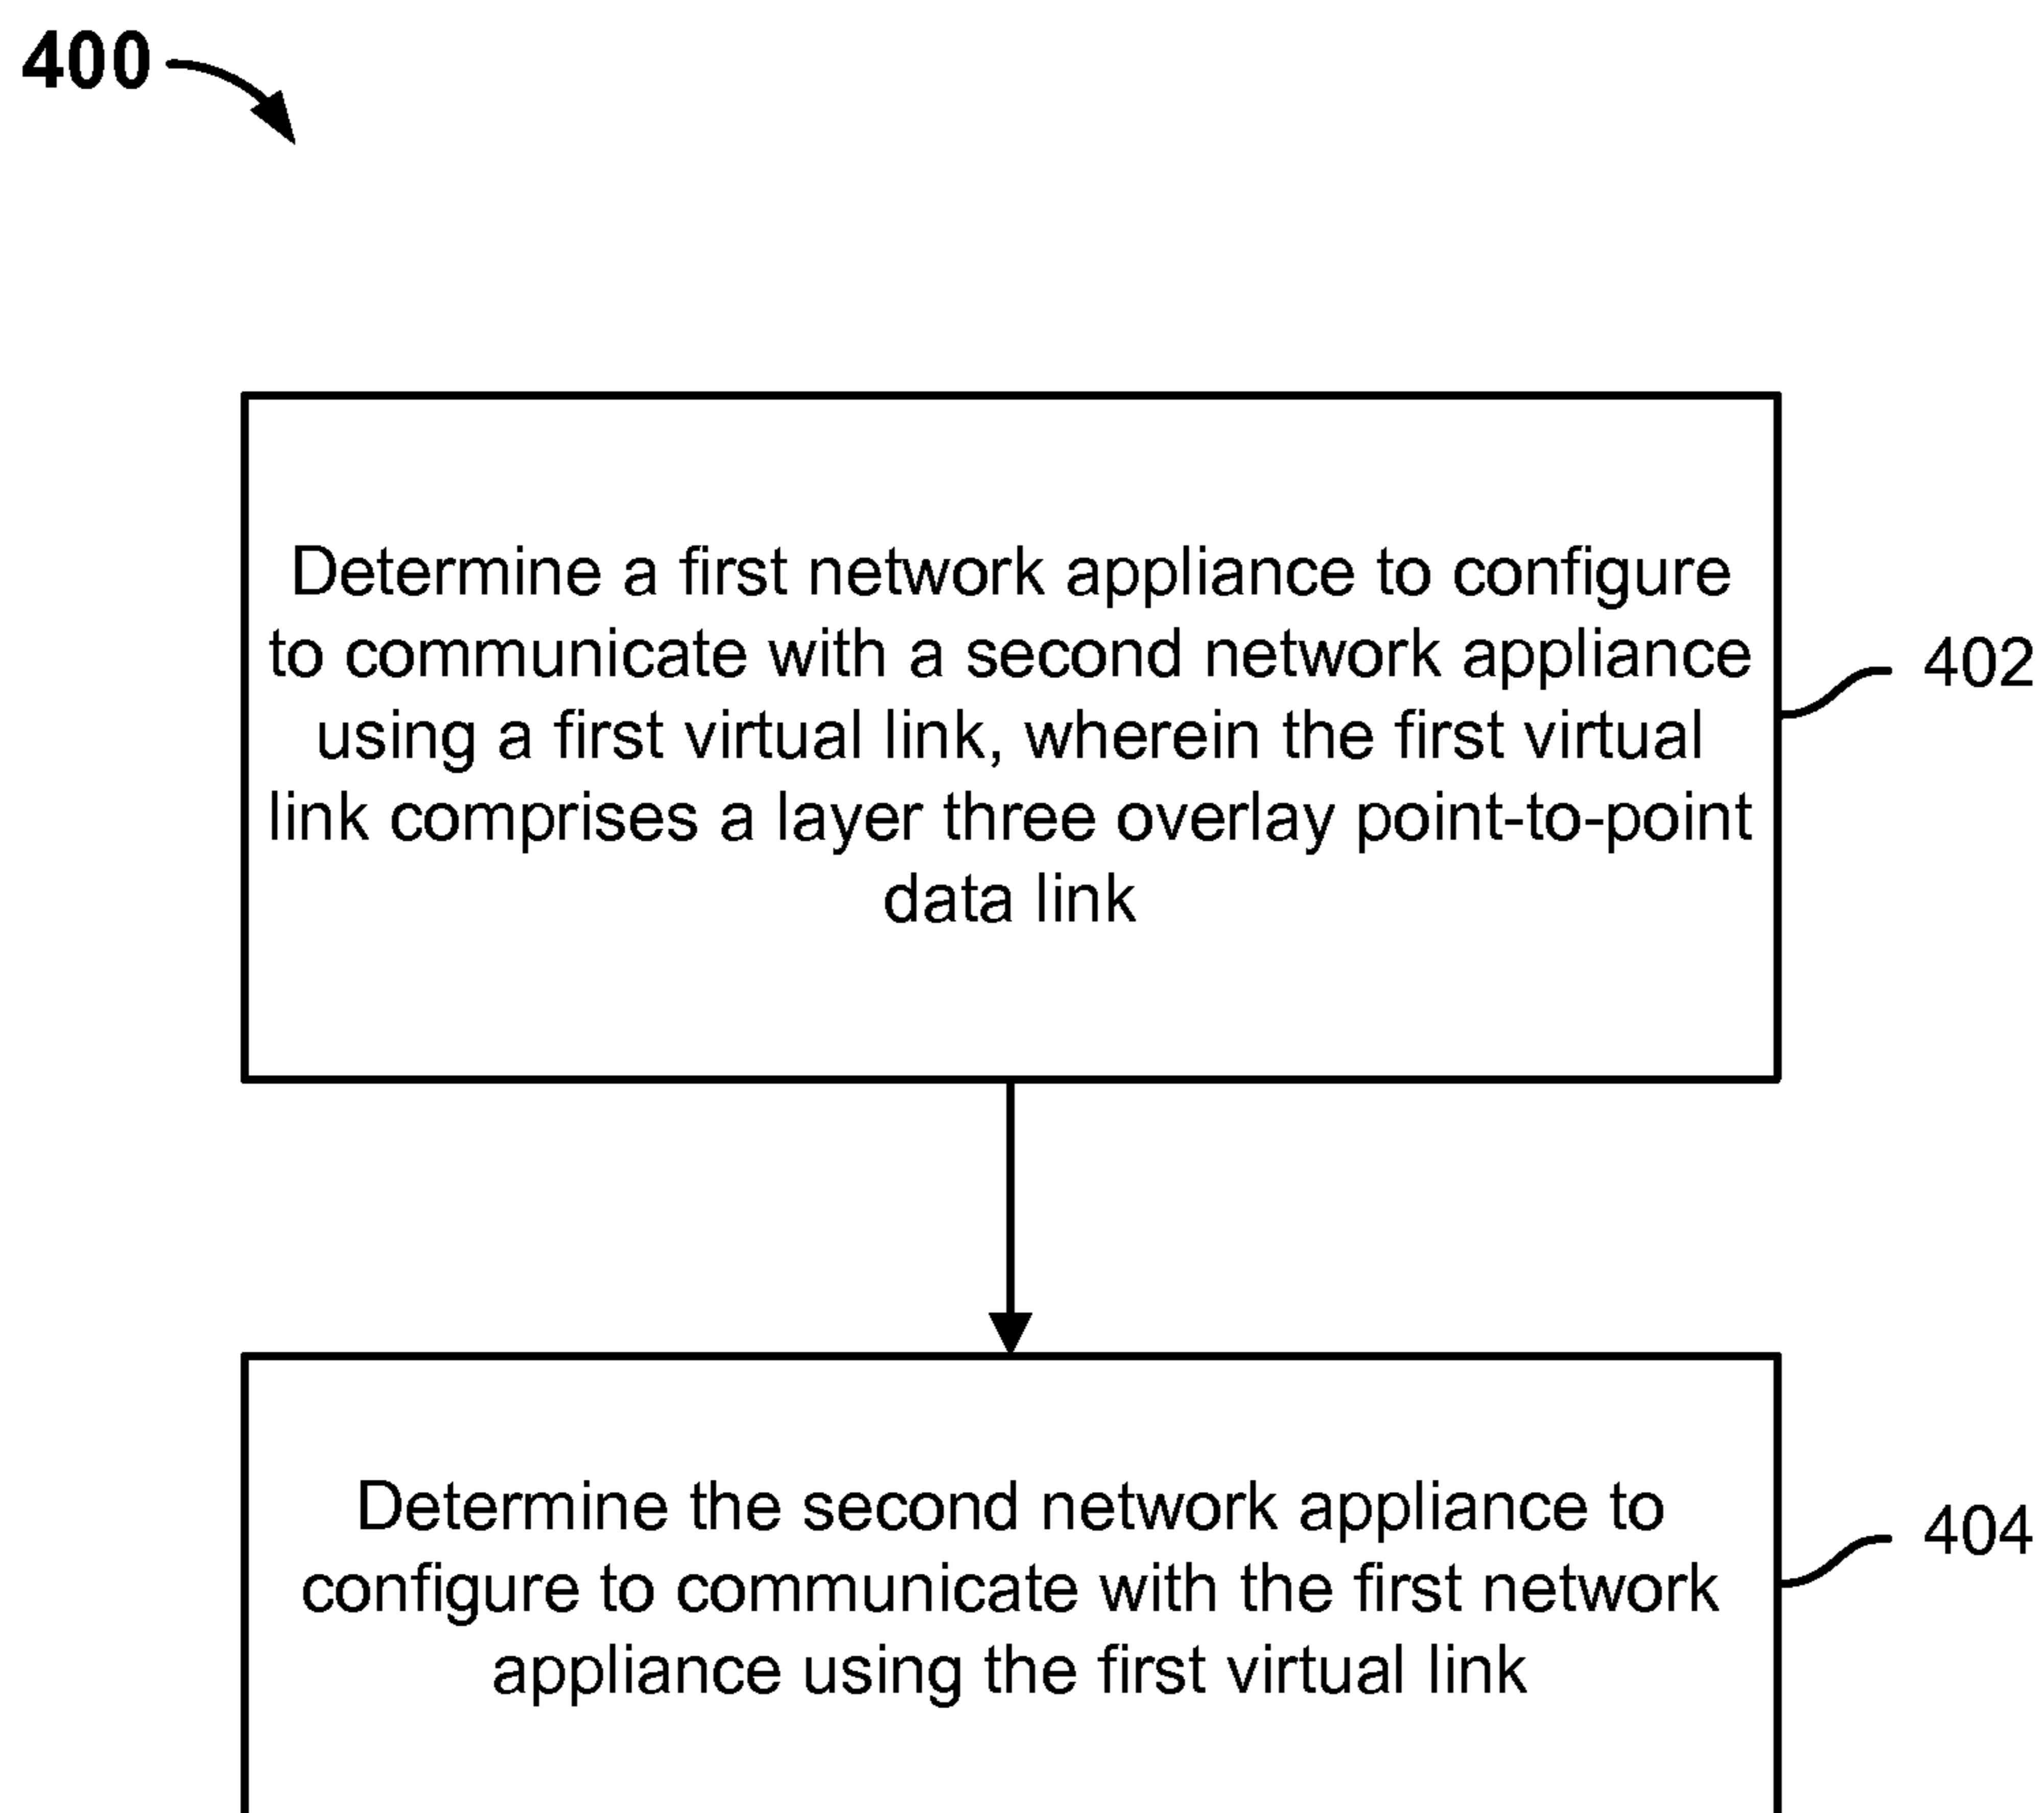 400
Determine a first network appliance to configure
to communicate with a second network appliance
using a first virtual link, wherein the first virtual
link comprises a layer three overlay point-to-point
data link
402
Determine the second network appliance to
configure to communicate with the first network
appliance using the first virtual link
404